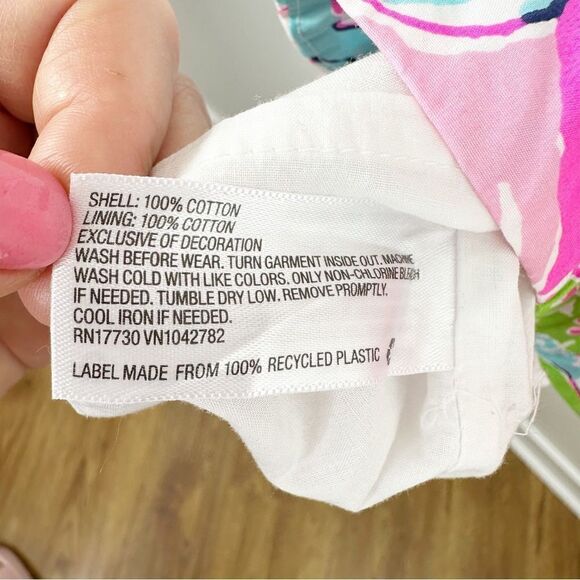 SHELL: 100% COTTON
LINING: 100% COTTON
EXCLUSIVE OF DECORATION
WASH BEFORE WEAR. TURN GARMENT INSIDE OUT. MACHINE
WASH COLD WITH LIKE COLORS. ONLY NON-CHLORINE BLEACH
IF NEEDED. TUMBLE DRY LOW. REMOVE PROMPTLY.
COOL IRON IF NEEDED.
RN17730 VN1042782
LABEL MADE FROM 100% RECYCLED PLASTIC